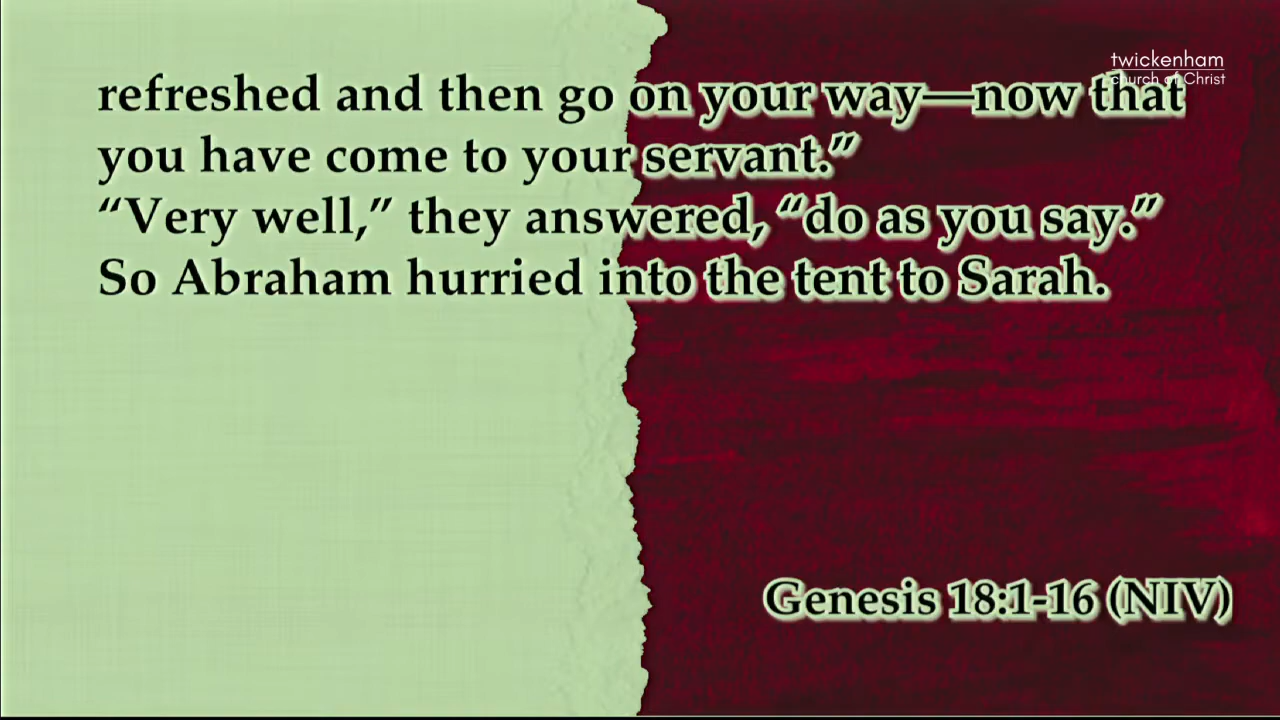 twickenham
church of Christ
refreshed and then go on your way—now that
you have come to your servant.”
“Very well,” they answered, “do as you say.”
So Abraham hurried into the tent to Sarah.
Genesis 18:1-16 (NIV)